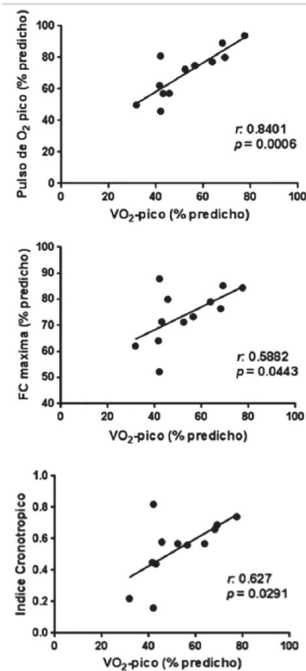 100
80
60
40
20
0
Pulso de O2 pico (% predicho)
r: 0.8401
p = 0.0006
0 20 40 60 80 100
VO2-pico (% predicho)
100
90
80
70
60
50
40
FC maxima (% predicho)
r: 0.5882
p = 0.0443
0 20 40 60 80 100
VO2-pico (% predicho)
1.0
0.8
0.6
0.4
0.2
0.0
Indice Cronotropico
r: 0.627
p = 0.0291
0 20 40 60 80 100
VO2-pico (% predicho)